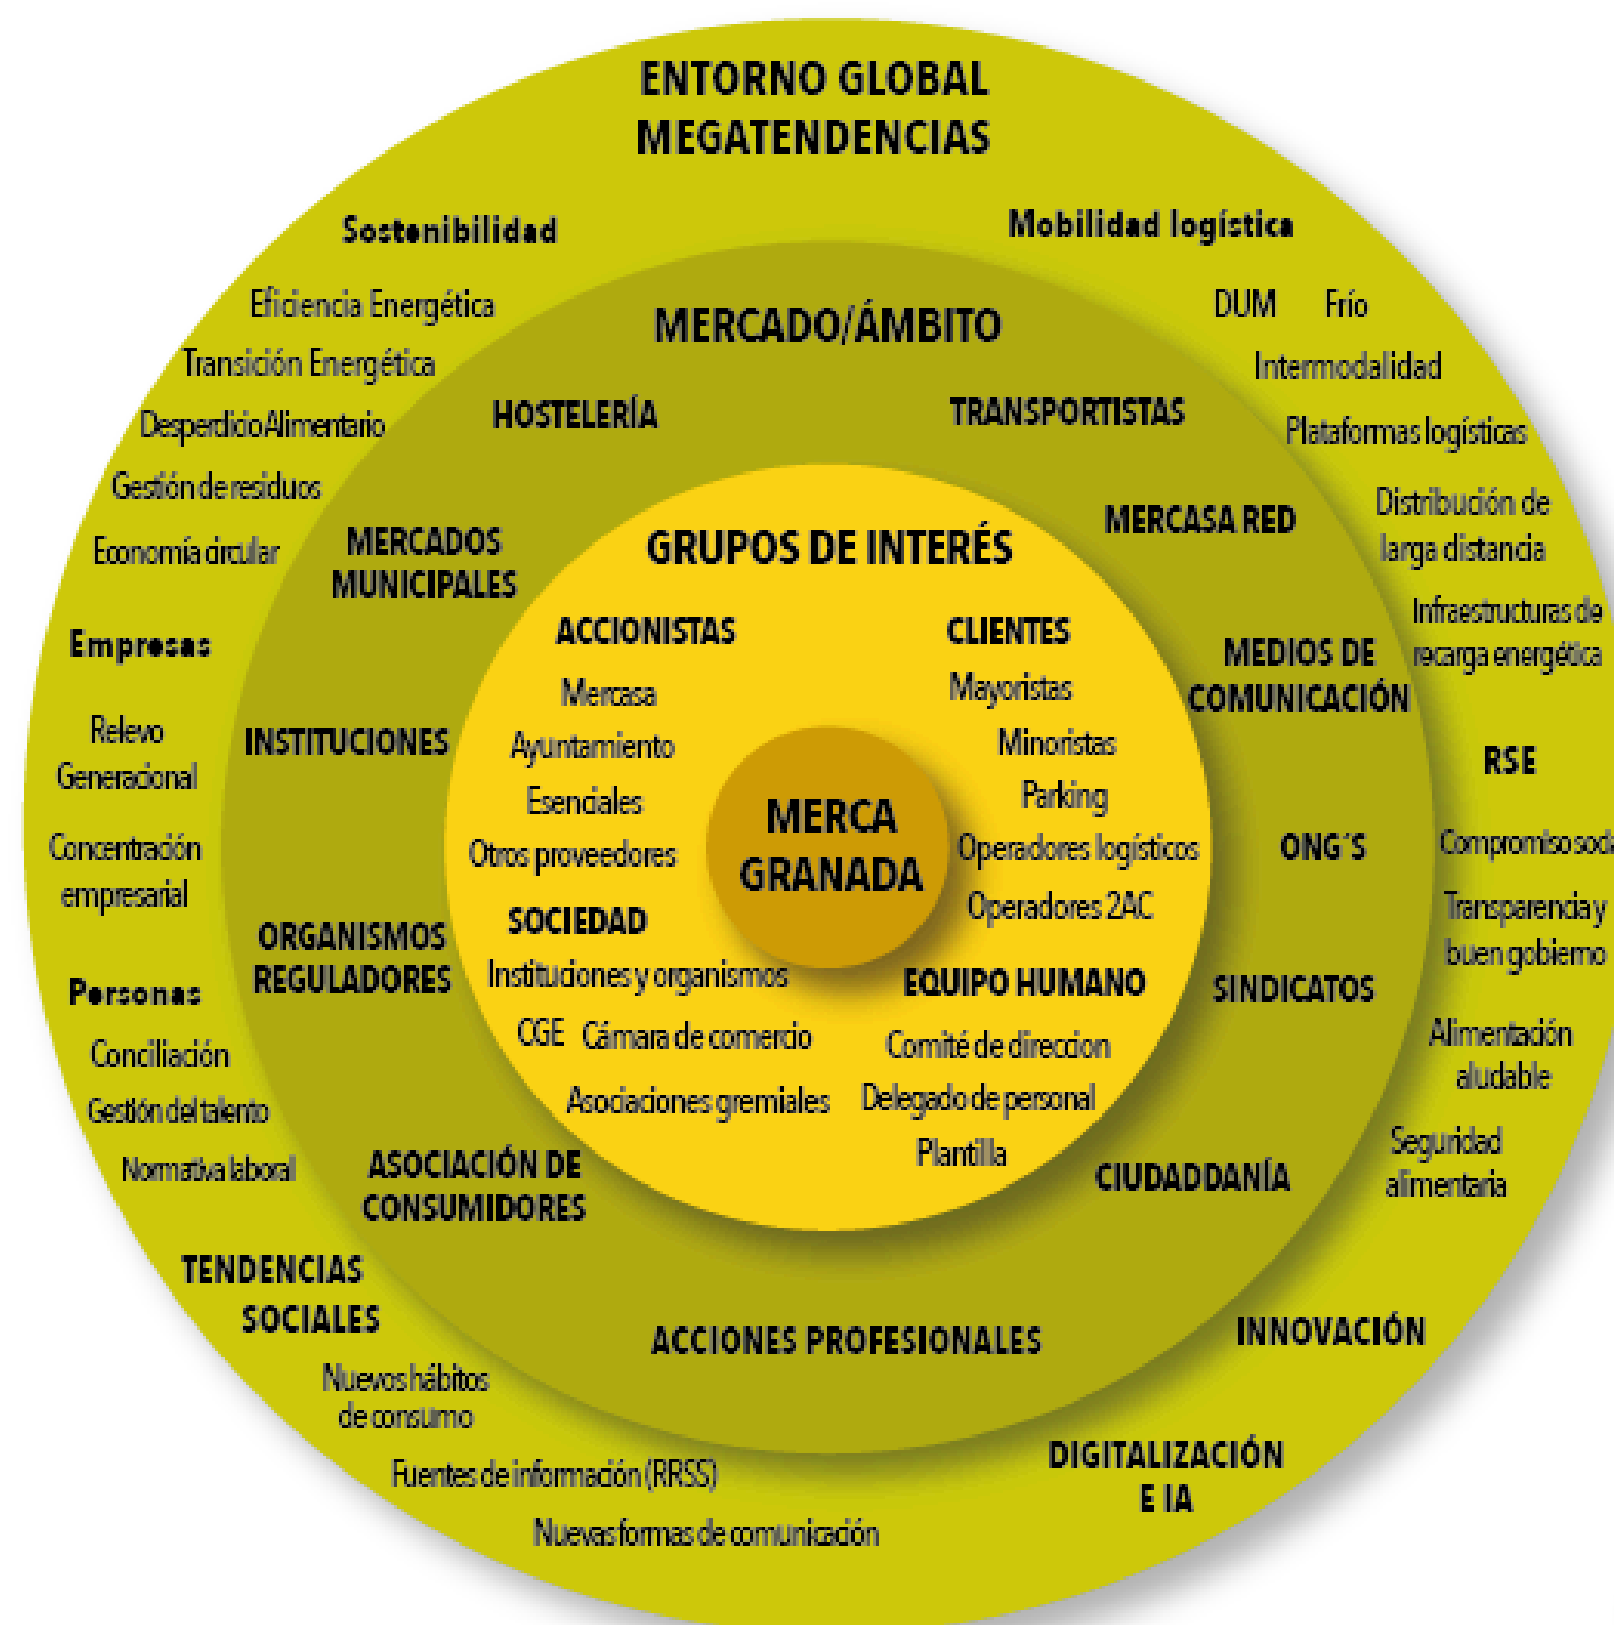 ENTORNO GLOBAL
MEGATENDENCIAS
Sostenibilidad
Eficiencia Energética
Transición Energética
Desperdicio Alimentario
Gestión de residuos
Economía circular
Empresas
Relevo
Generacional
Concentración
empresarial
Personas
Conciliación
Gestión del talento
Normativa laboral
TENDENCIAS
SOCIALES
Nuevos hábitos
de consumo
Fuentes de información (RRSS)
Nuevas formas de comunicación
Mobilidad logística
DUM Frío
Intermodalidad
Plataformas logísticas
Distribución de
larga distancia
Infraestructuras de
recarga energética
RSE
Compromiso socia
Transparencia y
buen gobierno
Alimentación
aludable
Seguridad
alimentaria
INNOVACIÓN
DIGITALIZACIÓN
E IA
MERCADO/ÁMBITO
HOSTELERÍA
MERCADOS
MUNICIPALES
INSTITUCIONES
ORGANISMOS
REGULADORES
ASOCIACIÓN DE
CONSUMIDORES
ACCIONES PROFESIONALES
TRANSPORTISTAS
MERCASA RED
MEDIOS DE
COMUNICACIÓN
ONG´S
SINDICATOS
CIUDADDANÍA
GRUPOS DE INTERÉS
ACCIONISTAS
Mercasa
Ayuntamiento
Esenciales
Otros proveedores
SOCIEDAD
Instituciones y organismos
CGE Cámara de comercio
Asociaciones gremiales
CLIENTES
Mayoristas
Minoristas
Parking
Operadores logísticos
Operadores 2AC
EQUIPO HUMANO
Comité de direccion
Delegado de personal
Plantilla
MERCA
GRANADA